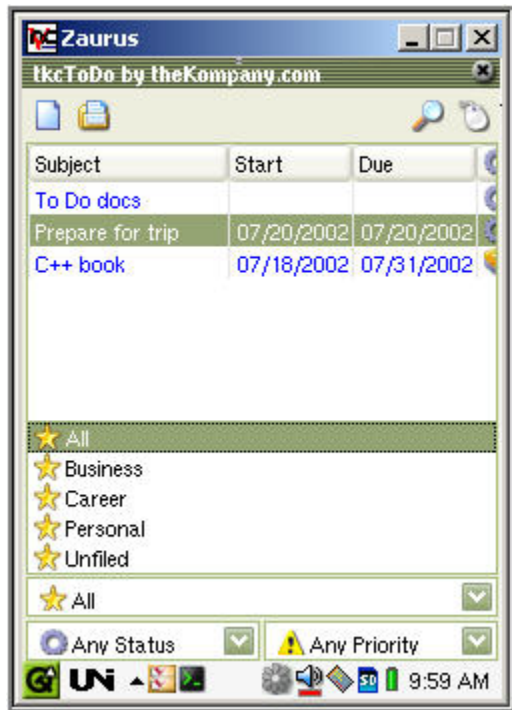 Zaurus
tkcToDo by theKompany.com
Subject Start Due
To Do docs
Prepare for trip 07/20/2002 07/20/2002
C++ book 07/18/2002 07/31/2002
All
Business
Career
Personal
Unfiled
All
Any Status Any Priority
UNi SD 9:59 AM